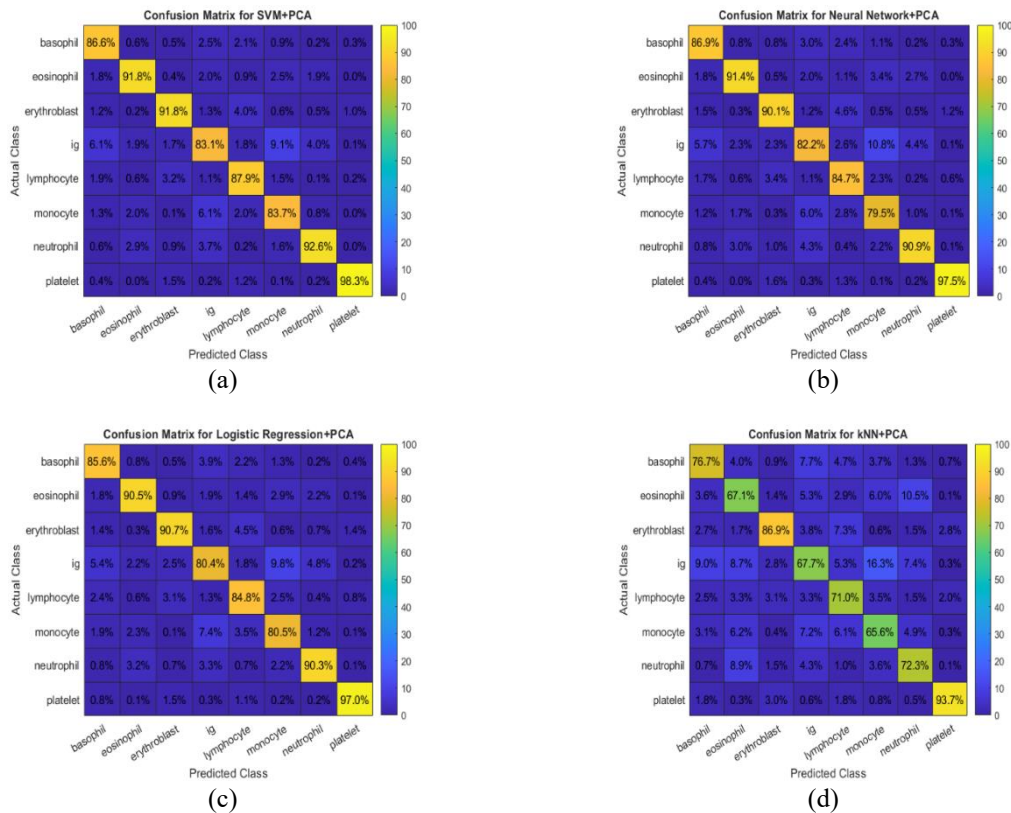 Confusion Matrix for SVM+PCA
Actual Class
basophil 86.6% 0.6% 0.5% 2.5% 2.1% 0.9% 0.2% 0.3%
eosinophil 1.8% 91.8% 0.4% 2.0% 0.9% 2.5% 1.9% 0.0%
erythroblast 1.2% 0.2% 91.8% 1.3% 4.0% 0.6% 0.5% 1.0%
ig 6.1% 1.9% 1.7% 83.1% 1.8% 9.1% 4.0% 0.1%
lymphocyte 1.9% 0.6% 3.2% 1.1% 87.9% 1.5% 0.1% 0.2%
monocyte 1.3% 2.0% 0.1% 6.1% 2.0% 83.7% 0.8% 0.0%
neutrophil 0.6% 2.9% 0.9% 3.7% 0.2% 1.6% 92.6% 0.0%
platelet 0.4% 0.0% 1.5% 0.2% 1.2% 0.1% 0.2% 98.3%
basophil eosinophil erythroblast ig lymphocyte monocyte neutrophil platelet
Predicted Class
100
90
80
70
60
50
40
30
20
10
0
(a)
Confusion Matrix for Neural Network+PCA
Actual Class
basophil 86.9% 0.8% 0.8% 3.0% 2.4% 1.1% 0.2% 0.3%
eosinophil 1.8% 91.4% 0.5% 2.0% 1.1% 3.4% 2.7% 0.0%
erythroblast 1.5% 0.3% 90.1% 1.2% 4.6% 0.5% 0.5% 1.2%
ig 5.7% 2.3% 2.3% 82.2% 2.6% 10.8% 4.4% 0.1%
lymphocyte 1.7% 0.6% 3.4% 1.1% 84.7% 2.3% 0.2% 0.6%
monocyte 1.2% 1.7% 0.3% 6.0% 2.8% 79.5% 1.0% 0.1%
neutrophil 0.8% 3.0% 1.0% 4.3% 0.4% 2.2% 90.9% 0.1%
platelet 0.4% 0.0% 1.6% 0.3% 1.3% 0.1% 0.2% 97.5%
basophil eosinophil erythroblast ig lymphocyte monocyte neutrophil platelet
Predicted Class
100
90
80
70
60
50
40
30
20
10
0
(b)
Confusion Matrix for Logistic Regression+PCA
Actual Class
basophil 85.6% 0.8% 0.5% 3.9% 2.2% 1.3% 0.2% 0.4%
eosinophil 1.8% 90.5% 0.9% 1.9% 1.4% 2.9% 2.2% 0.1%
erythroblast 1.4% 0.3% 90.7% 1.6% 4.5% 0.6% 0.7% 1.4%
ig 5.4% 2.2% 2.5% 80.4% 1.8% 9.8% 4.8% 0.2%
lymphocyte 2.4% 0.6% 3.1% 1.3% 84.8% 2.5% 0.4% 0.8%
monocyte 1.9% 2.3% 0.1% 7.4% 3.5% 80.5% 1.2% 0.1%
neutrophil 0.8% 3.2% 0.7% 3.3% 0.7% 2.2% 90.3% 0.1%
platelet 0.8% 0.1% 1.5% 0.3% 1.1% 0.2% 0.2% 97.0%
basophil eosinophil erythroblast ig lymphocyte monocyte neutrophil platelet
Predicted Class
100
90
80
70
60
50
40
30
20
10
0
(c)
Confusion Matrix for kNN+PCA
Actual Class
basophil 76.7% 4.0% 0.9% 7.7% 4.7% 3.7% 1.3% 0.7%
eosinophil 3.6% 67.1% 1.4% 5.3% 2.9% 6.0% 10.5% 0.1%
erythroblast 2.7% 1.7% 86.9% 3.8% 7.3% 0.6% 1.5% 2.8%
ig 9.0% 8.7% 2.8% 67.7% 5.3% 16.3% 7.4% 0.3%
lymphocyte 2.5% 3.3% 3.1% 3.3% 71.0% 3.5% 1.5% 2.0%
monocyte 3.1% 6.2% 0.4% 7.2% 6.1% 65.6% 4.9% 0.3%
neutrophil 0.7% 8.9% 1.5% 4.3% 1.0% 3.6% 72.3% 0.1%
platelet 1.8% 0.3% 3.0% 0.6% 1.8% 0.8% 0.5% 93.7%
basophil eosinophil erythroblast ig lymphocyte monocyte neutrophil platelet
Predicted Class
100
90
80
70
60
50
40
30
20
10
0
(d)